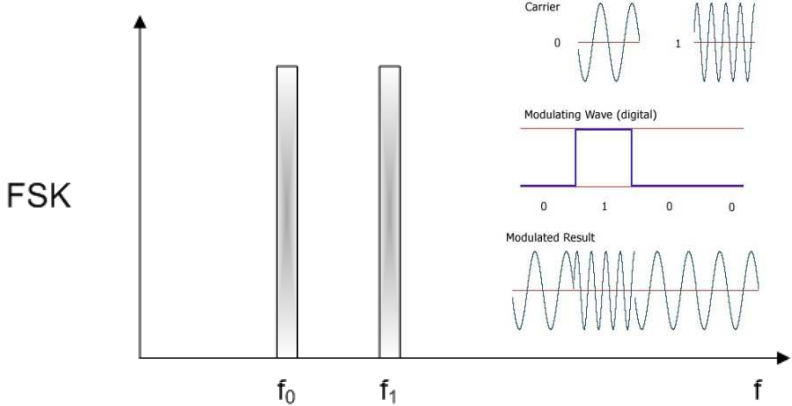 FSK
f₀
f₁
f
Carrier
0
1
Modulating Wave (digital)
0 1 0 0
Modulated Result